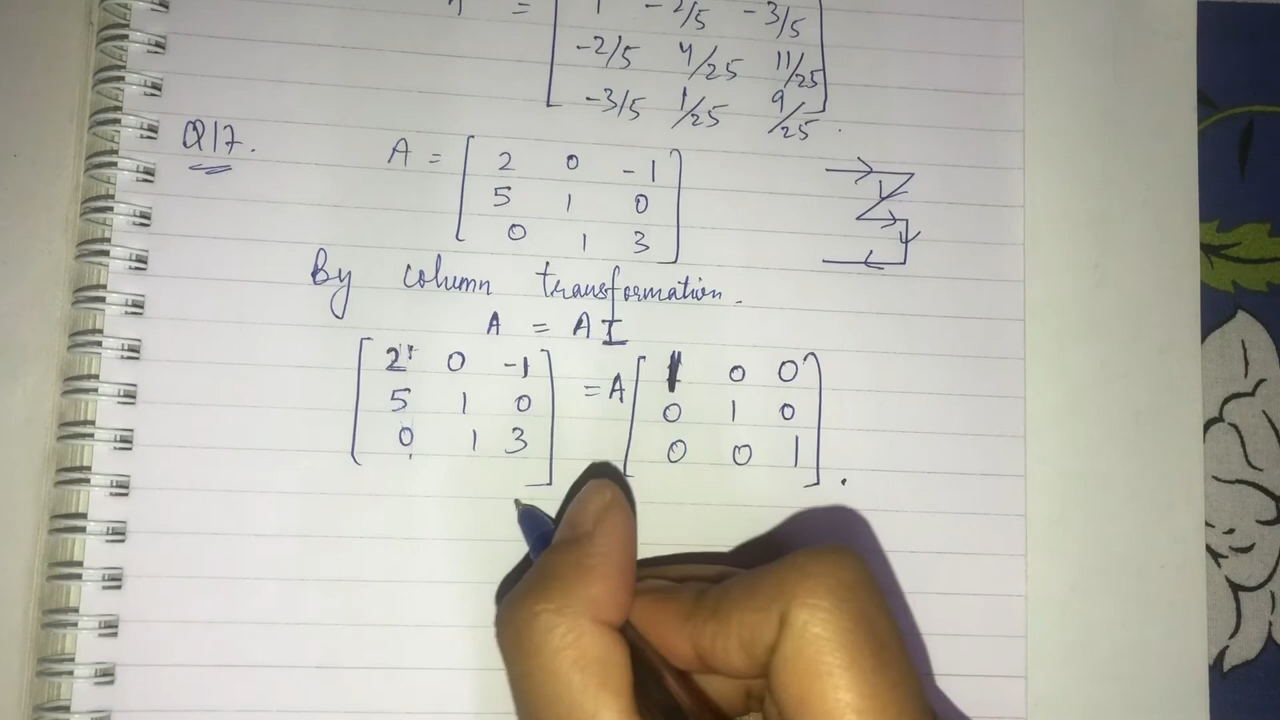 = [ 1 -2/5 -3/5
-2/5 4/25 11/25
-3/5 1/25 9/25 ].
Q17. A = [ 2 0 -1
5 1 0
0 1 3 ]
By column transformation.
A = AI
[ 2 0 -1 ] = A [ 1 0 0 ]
5 1 0 0 1 0
0 1 3 0 0 1 .